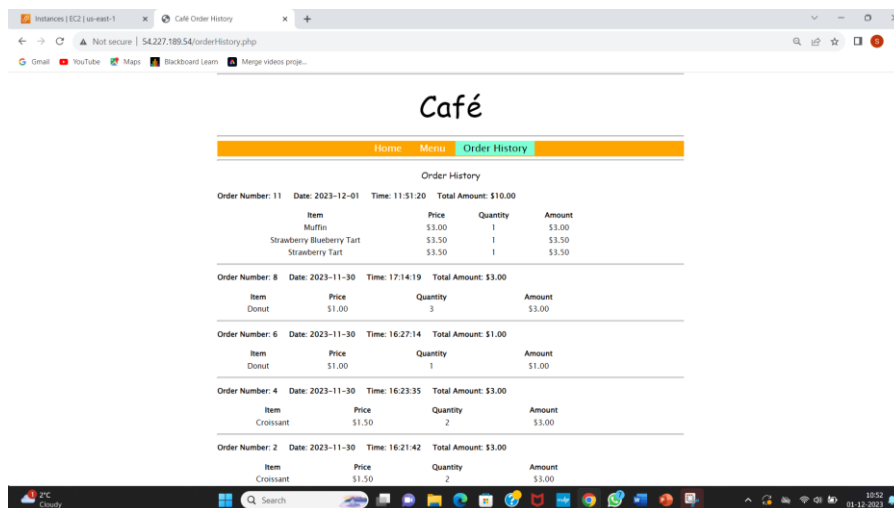 Instances | EC2 | us-east-1 × Café Order History × +
Not secure | 54.227.189.54/orderHistory.php
Gmail YouTube Maps Blackboard Learn Merge videos proje...
Café
Home Menu Order History
Order History
Order Number: 11 Date: 2023-12-01 Time: 11:51:20 Total Amount: $10.00
Item Price Quantity Amount
Muffin $3.00 1 $3.00
Strawberry Blueberry Tart $3.50 1 $3.50
Strawberry Tart $3.50 1 $3.50
Order Number: 8 Date: 2023-11-30 Time: 17:14:19 Total Amount: $3.00
Item Price Quantity Amount
Donut $1.00 3 $3.00
Order Number: 6 Date: 2023-11-30 Time: 16:27:14 Total Amount: $1.00
Item Price Quantity Amount
Donut $1.00 1 $1.00
Order Number: 4 Date: 2023-11-30 Time: 16:23:35 Total Amount: $3.00
Item Price Quantity Amount
Croissant $1.50 2 $3.00
Order Number: 2 Date: 2023-11-30 Time: 16:21:42 Total Amount: $3.00
Item Price Quantity Amount
Croissant $1.50 2 $3.00
1 2°C Search 10:52
Cloudy 01-12-2023